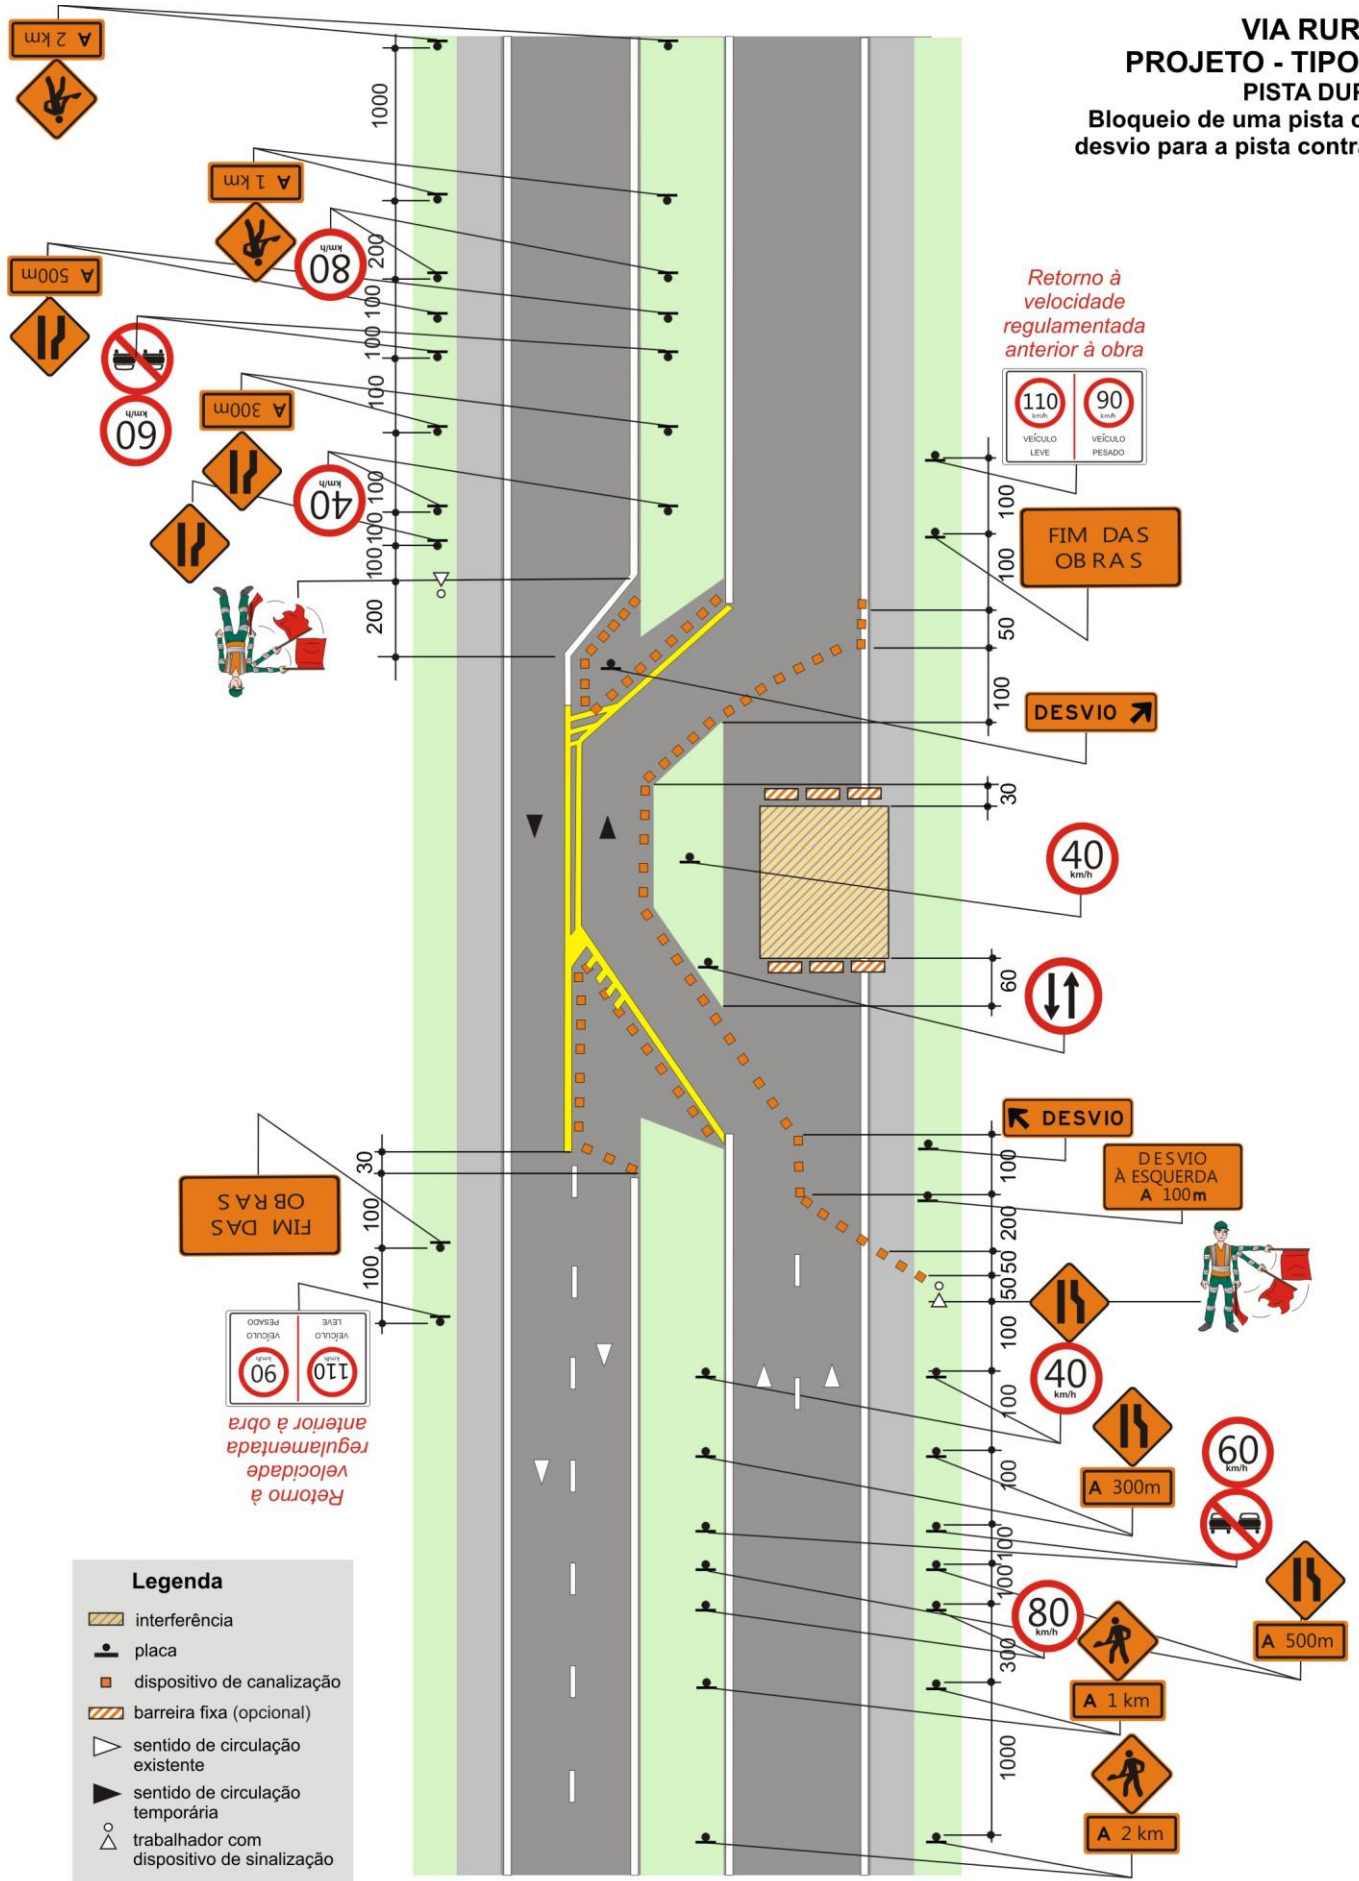 VIA RUR
PROJETO - TIPO
PISTA DUP
Bloqueio de uma pista c
desvio para a pista contra
A 2 km
1000
A 1 km
80
km/h
200
A 500m
100
100
60
km/h
A 300m
100
40
km/h
100
100
100
200
Retorno à
velocidade
regulamentada
anterior à obra
110
km/h
VEÍCULO
LEVE
90
km/h
VEÍCULO
PESADO
100
FIM DAS
OBRAS
100
50
100
DESVIO
30
40
km/h
60
DESVIO
DESVIO
À ESQUERDA
A 100m
100
200
50
50
100
40
km/h
100
A 300m
60
km/h
100
100
100
80
km/h
A 500m
300
A 1 km
1000
A 2 km
30
100
FIM DAS
OBRAS
100
110
km/h
VEÍCULO
LEVE
90
km/h
VEÍCULO
PESADO
Retorno à
velocidade
regulamentada
anterior à obra
Legenda
interferência
placa
dispositivo de canalização
barreira fixa (opcional)
sentido de circulação
existente
sentido de circulação
temporária
trabalhador com
dispositivo de sinalização